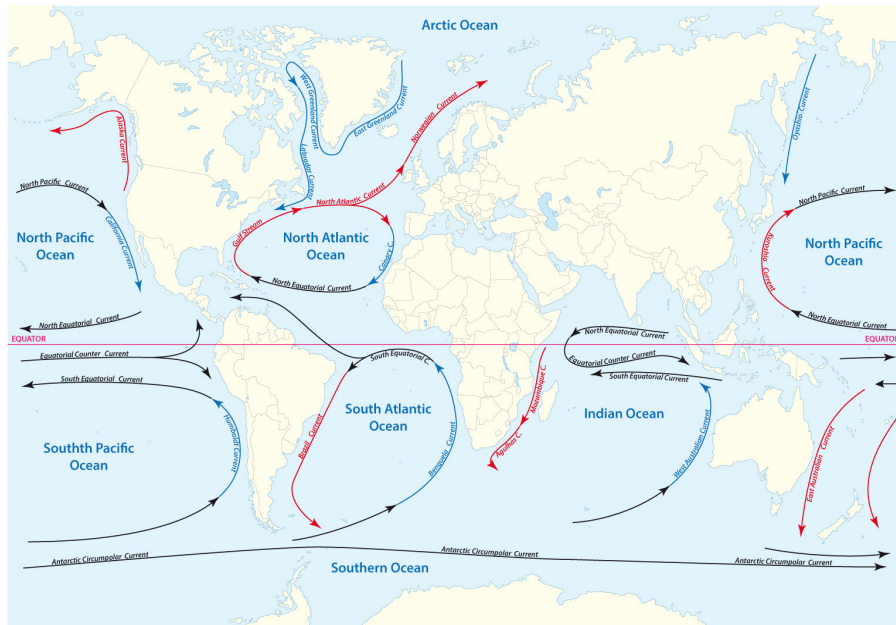 Arctic Ocean
West Greenland Current
East Greenland Current
Norwegian Current
Oyashio Current
Alaska Current
Labrador Current
North Pacific Current
North Atlantic Current
North Pacific Current
Gulf Stream
California Current
North Pacific
Ocean
North Atlantic
Ocean
Canary C.
Kuroshio Current
North Pacific
Ocean
North Equatorial Current
North Equatorial Current
North Equatorial Current
North Equatorial Current
EQUATOR
EQUATOR
Equatorial Counter Current
South Equatorial C.
Equatorial Counter Current
South Equatorial Current
South Equatorial Current
Mozambique C.
Humboldt Current
Brazil Current
South Atlantic
Ocean
Benguela Current
Agulhas C.
Indian Ocean
West Australian Current
East Australian Current
Southth Pacific
Ocean
Antarctic Circumpolar Current
Antarctic Circumpolar Current
Antarctic Circumpolar Current
Southern Ocean